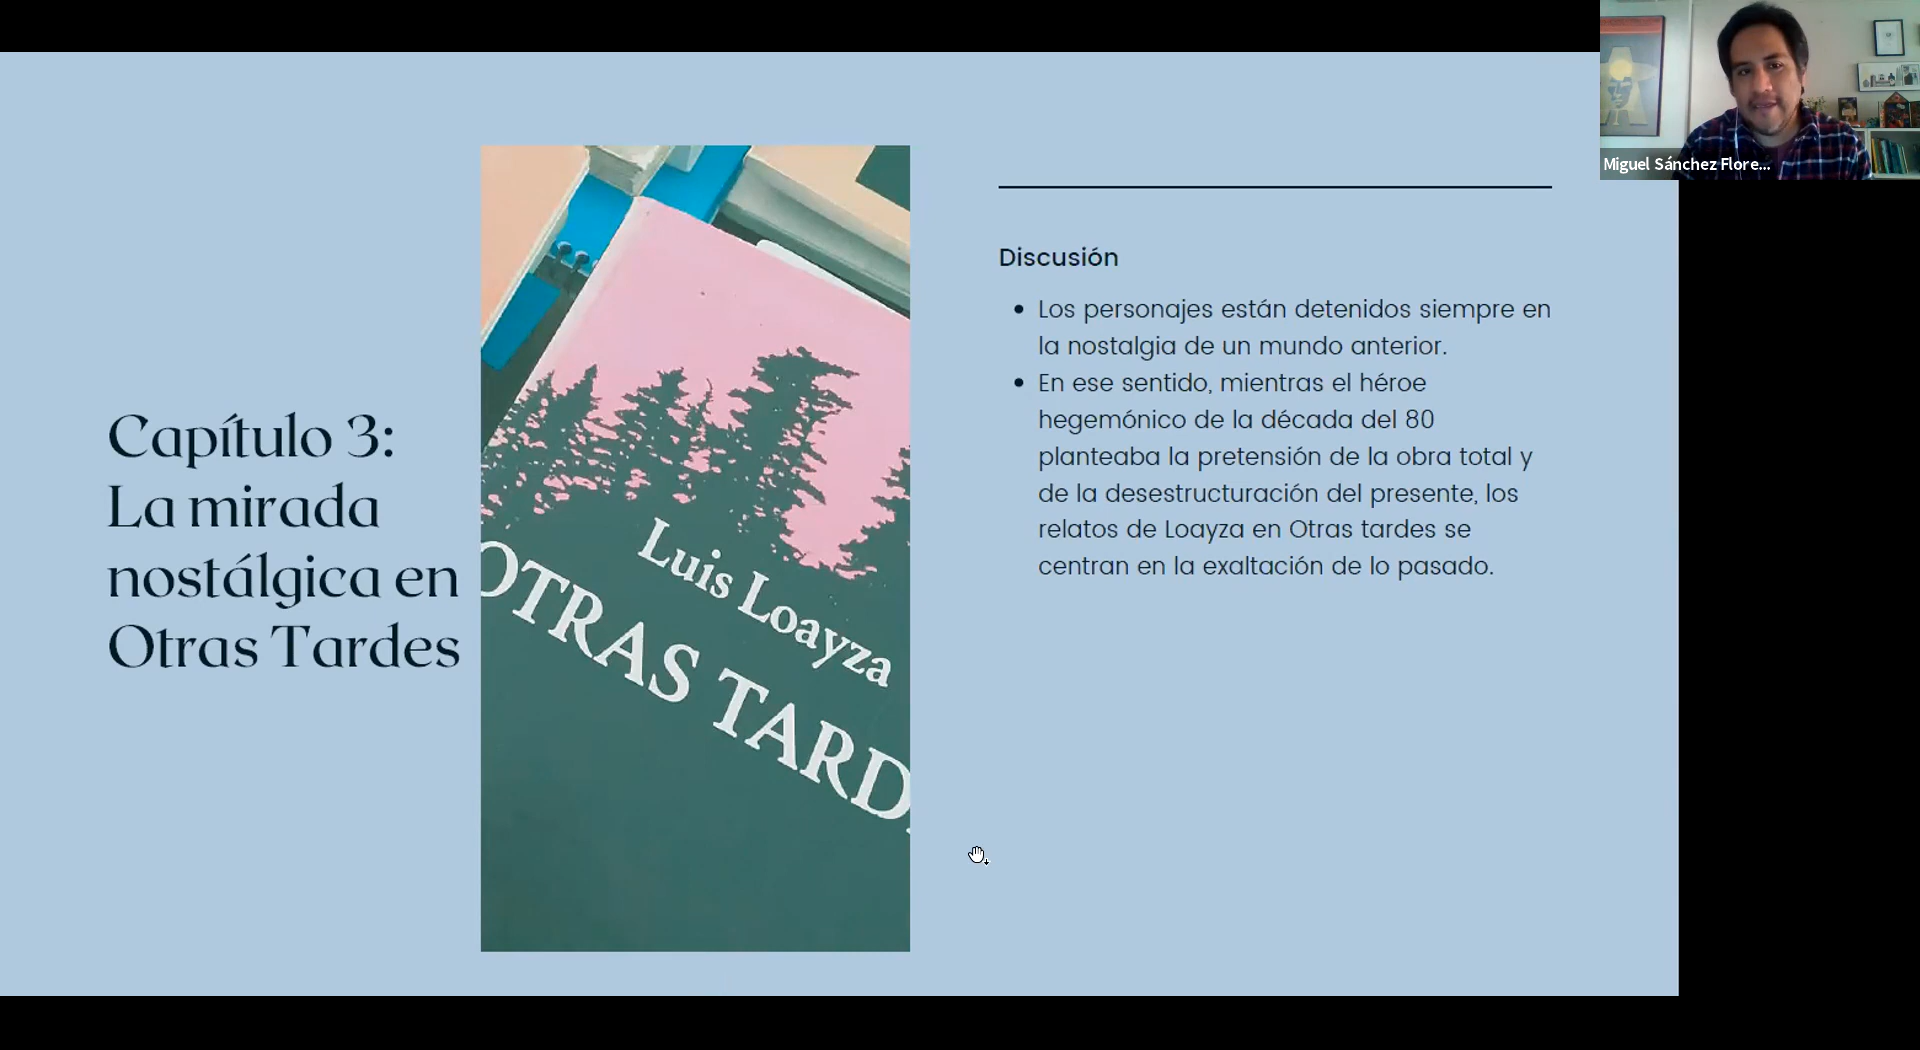 Miguel Sánchez Flore...
Capítulo 3:
La mirada
nostálgica en
Otras Tardes
Luis Loayza
OTRAS TARD
Discusión
• Los personajes están detenidos siempre en
la nostalgia de un mundo anterior.
• En ese sentido, mientras el héroe
hegemónico de la década del 80
planteaba la pretensión de la obra total y
de la desestructuración del presente, los
relatos de Loayza en Otras tardes se
centran en la exaltación de lo pasado.